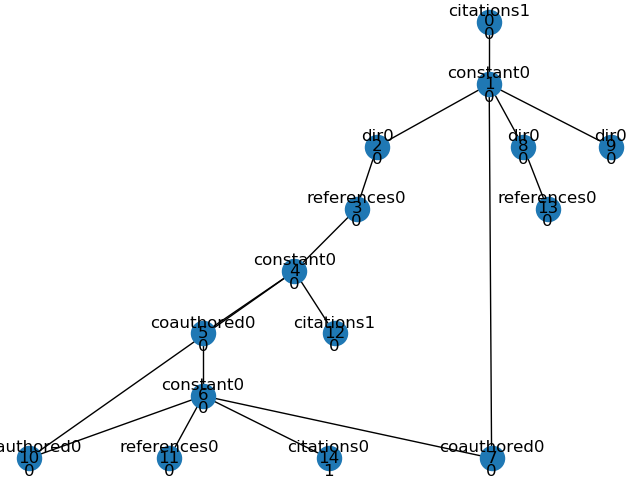 citations1
0
0
constant0
1
0
dir0
2
0
dir0
8
0
dir0
9
0
references0
3
0
references0
13
0
constant0
4
0
coauthored0
5
0
citations1
12
0
constant0
6
0
authored0
10
0
references0
11
0
citations0
14
1
coauthored0
7
0